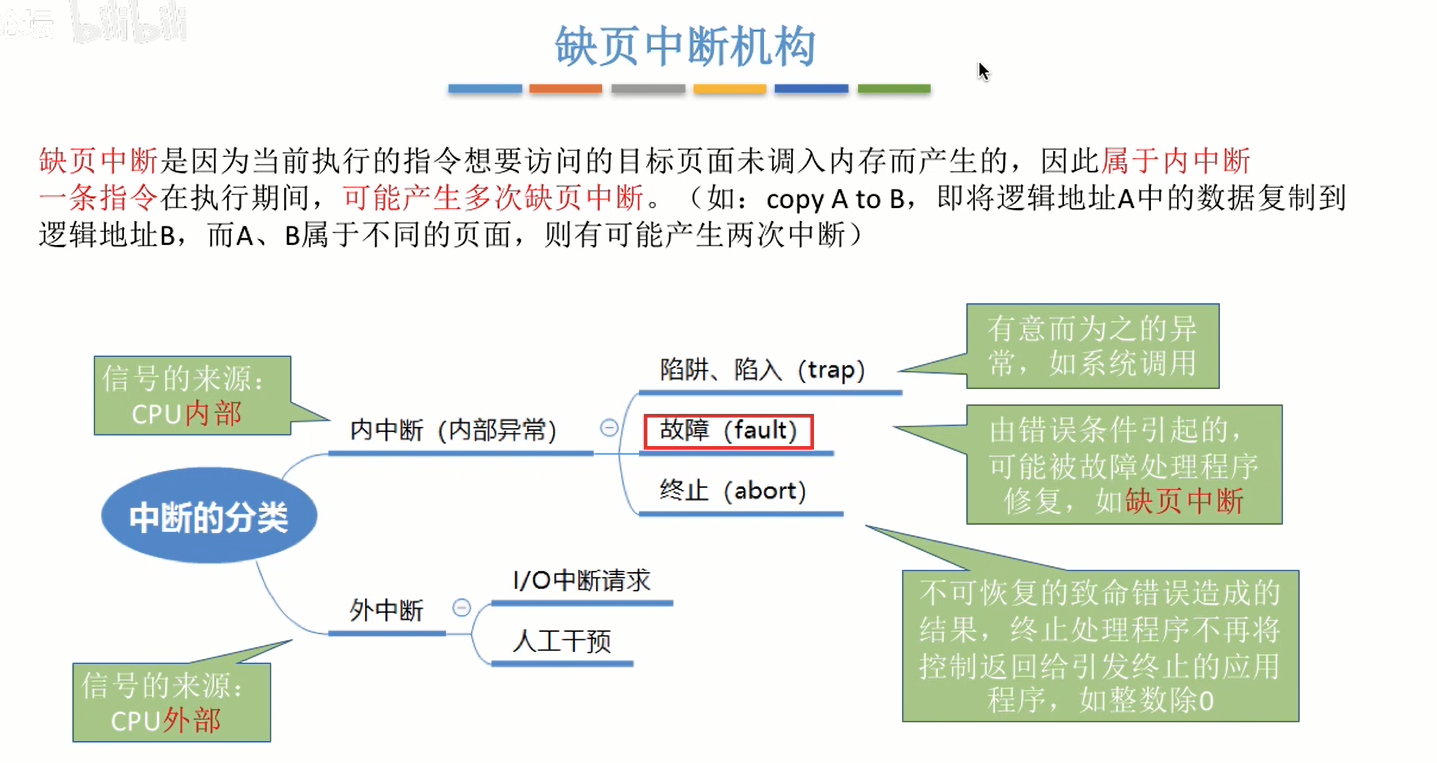 论坛 bilibili
缺页中断机构
缺页中断是因为当前执行的指令想要访问的目标页面未调入内存而产生的，因此属于内中断
一条指令在执行期间，可能产生多次缺页中断。（如：copy A to B，即将逻辑地址A中的数据复制到
逻辑地址B，而A、B属于不同的页面，则有可能产生两次中断）
有意而为之的异
常，如系统调用
陷阱、陷入（trap）
信号的来源：
CPU内部
内中断（内部异常）
故障（fault）
由错误条件引起的，
可能被故障处理程序
修复，如缺页中断
终止（abort）
中断的分类
I/O中断请求
外中断
人工干预
不可恢复的致命错误造成的
结果，终止处理程序不再将
控制返回给引发终止的应用
程序，如整数除0
信号的来源：
CPU外部